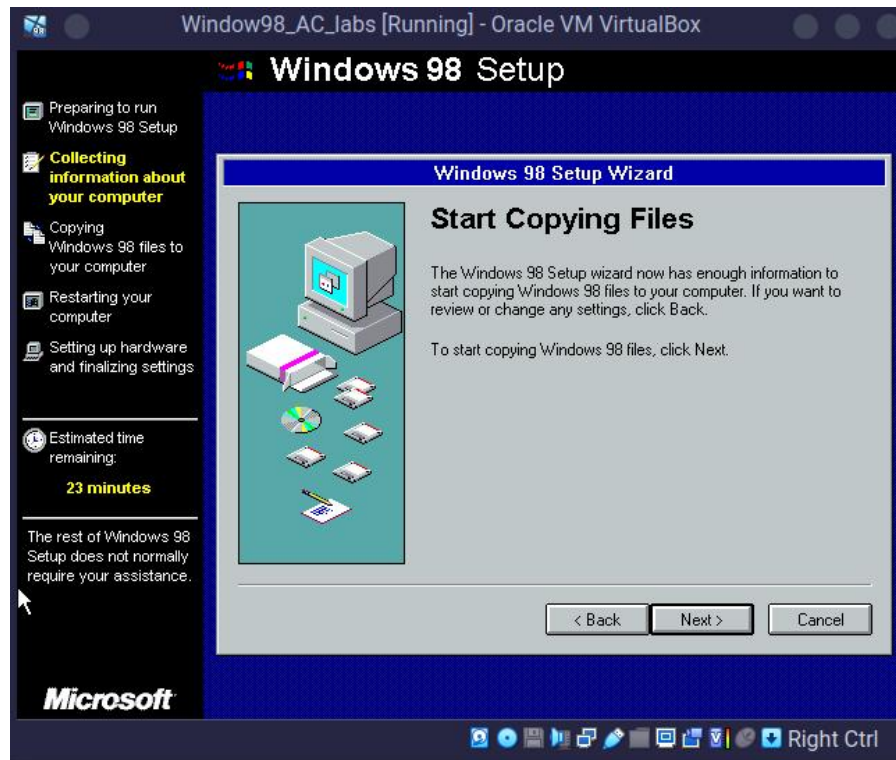 Window98_AC_labs [Running] - Oracle VM VirtualBox
Windows 98 Setup
Preparing to run
Windows 98 Setup
Collecting
information about
your computer
Copying
Windows 98 files to
your computer
Restarting your
computer
Setting up hardware
and finalizing settings
Estimated time
remaining:
23 minutes
The rest of Windows 98
Setup does not normally
require your assistance.
Microsoft
Windows 98 Setup Wizard
Start Copying Files
The Windows 98 Setup wizard now has enough information to
start copying Windows 98 files to your computer. If you want to
review or change any settings, click Back.
To start copying Windows 98 files, click Next.
< Back
Next >
Cancel
Right Ctrl